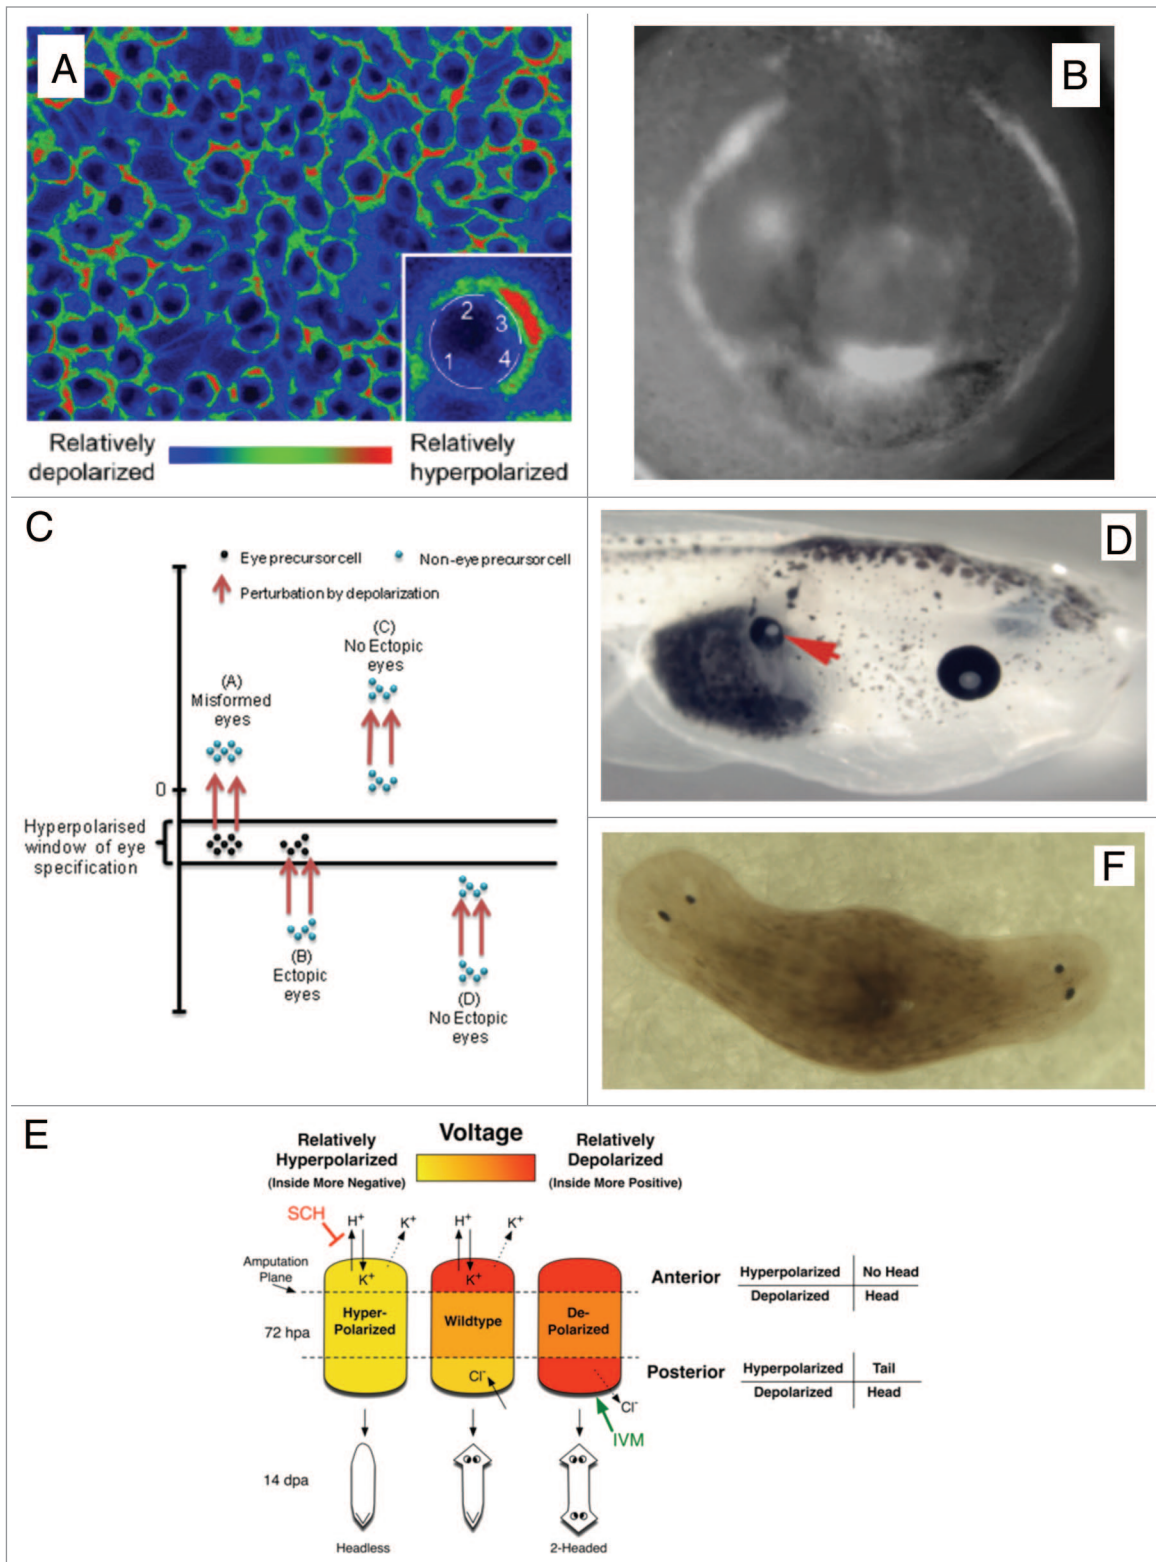 A
2
3
1
4
Relatively
depolarized
Relatively
hyperpolarized
B
C
Eye precursor cell
Non-eye precursor cell
Perturbation by depolarization
(C)
No Ectopic
eyes
(A)
Misformed
eyes
0
Hyperpolarised
window of eye
specification
(B)
Ectopic
eyes
(D)
No Ectopic
eyes
D
F
E
Relatively
Hyperpolarized
(Inside More Negative)
Voltage
Relatively
Depolarized
(Inside More Positive)
SCH
H+
K+
H+
K+
Amputation
Plane
K+
K+
Anterior
Hyperpolarized No Head
Depolarized Head
72 hpa
Hyper-
Polarized
Wildtype
De-
Polarized
Posterior
Hyperpolarized Tail
Depolarized Head
Cl-
Cl-
IVM
14 dpa
Headless
2-Headed